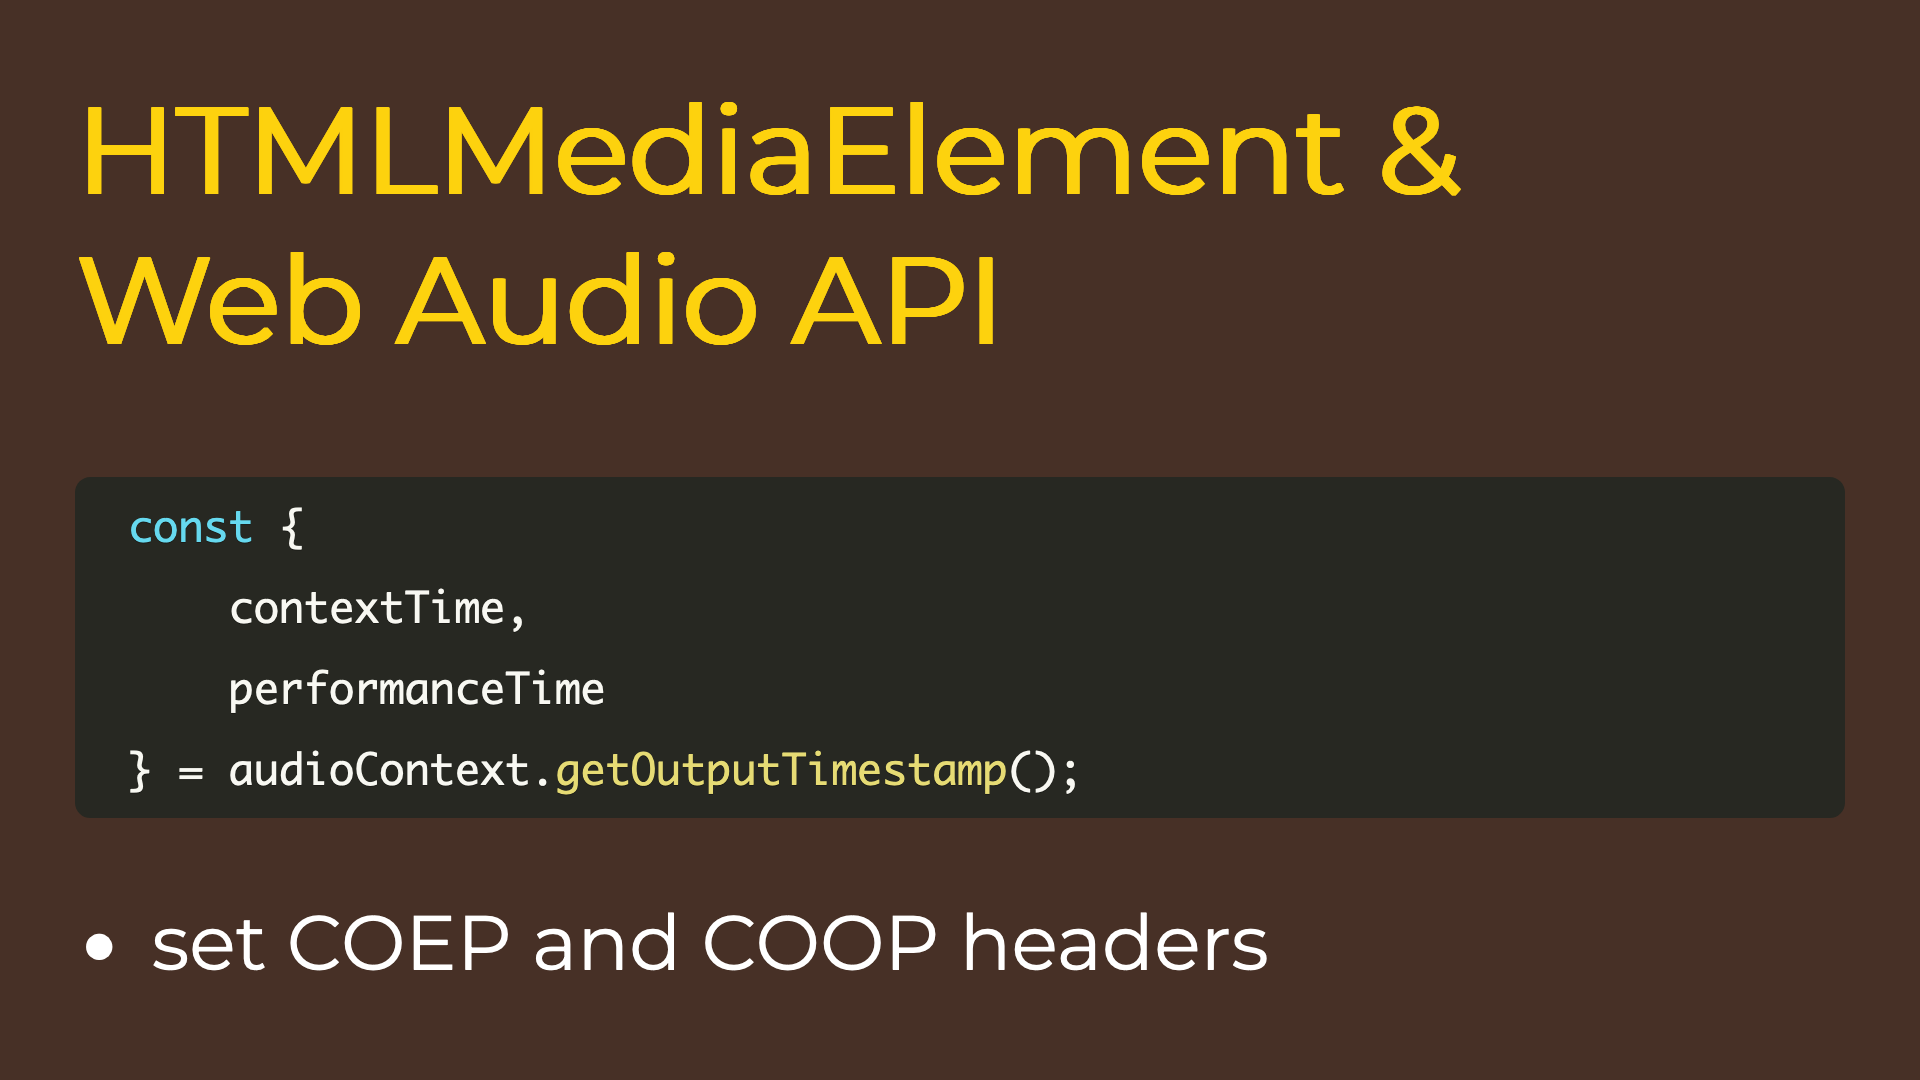 HTMLMediaElement &
Web Audio API
const {
    contextTime,
    performanceTime
} = audioContext.getOutputTimestamp();
• set COEP and COOP headers